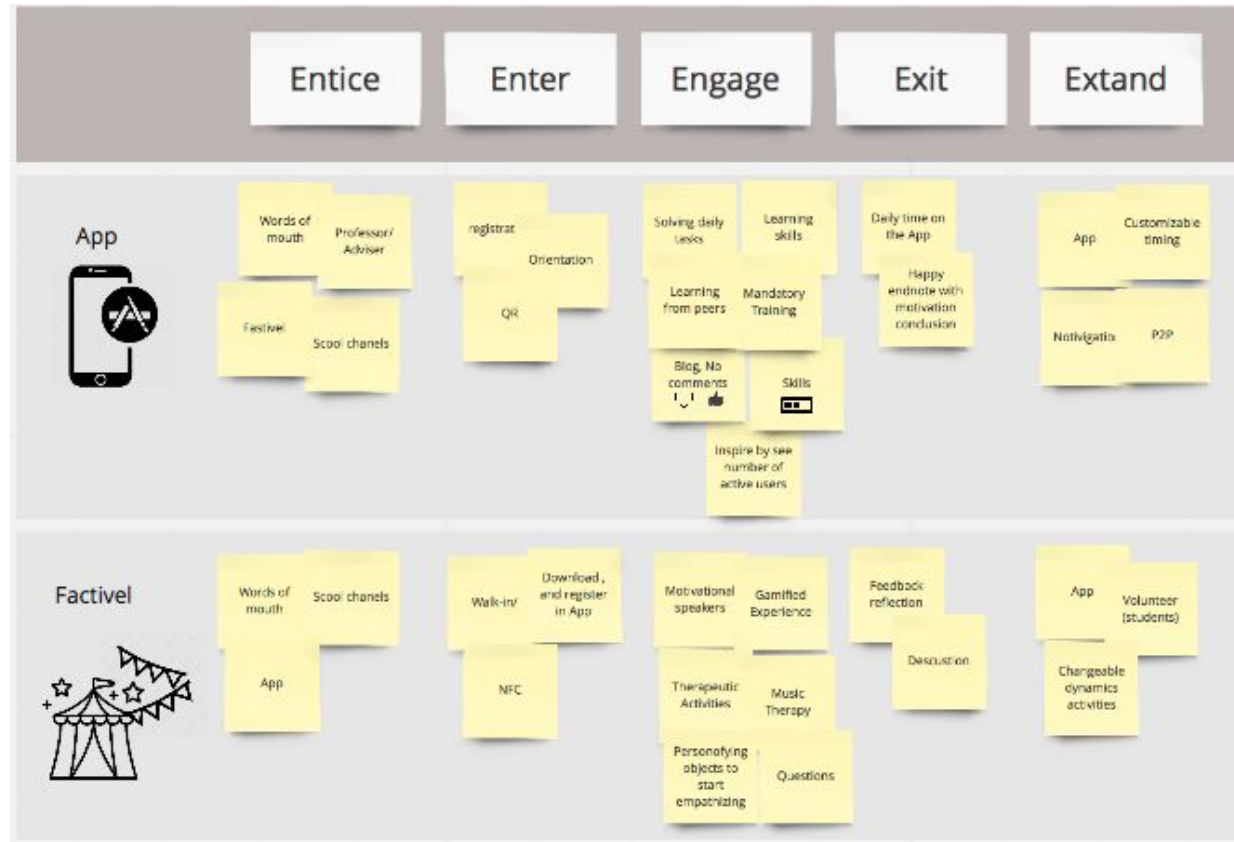 Entice
Enter
Engage
Exit
Extand
App
Words of
mouth
Professor/
Adviser
Fastivel
Scool chanels
registrat
Orientation
QR
Solving daily
tasks
Learning
skills
Learning
from peers
Mandatory
Training
Blog, No
comments
Skills
Inspire by see
number of
active users
Daily time on
the App
Happy
endnote with
motivation
conclusion
App
Customizable
timing
Notivigatio
P2P
Factivel
Words of
mouth
Scool chanels
App
Walk-in/
Download ,
and register
in App
NFC
Motivational
speakers
Gamified
Experience
Therapeutic
Activities
Music
Therapy
Personofying
objects to
start
empathizing
Questions
Feedback
reflection
Descustion
App
Volunteer
(students)
Changeable
dynamics
activities